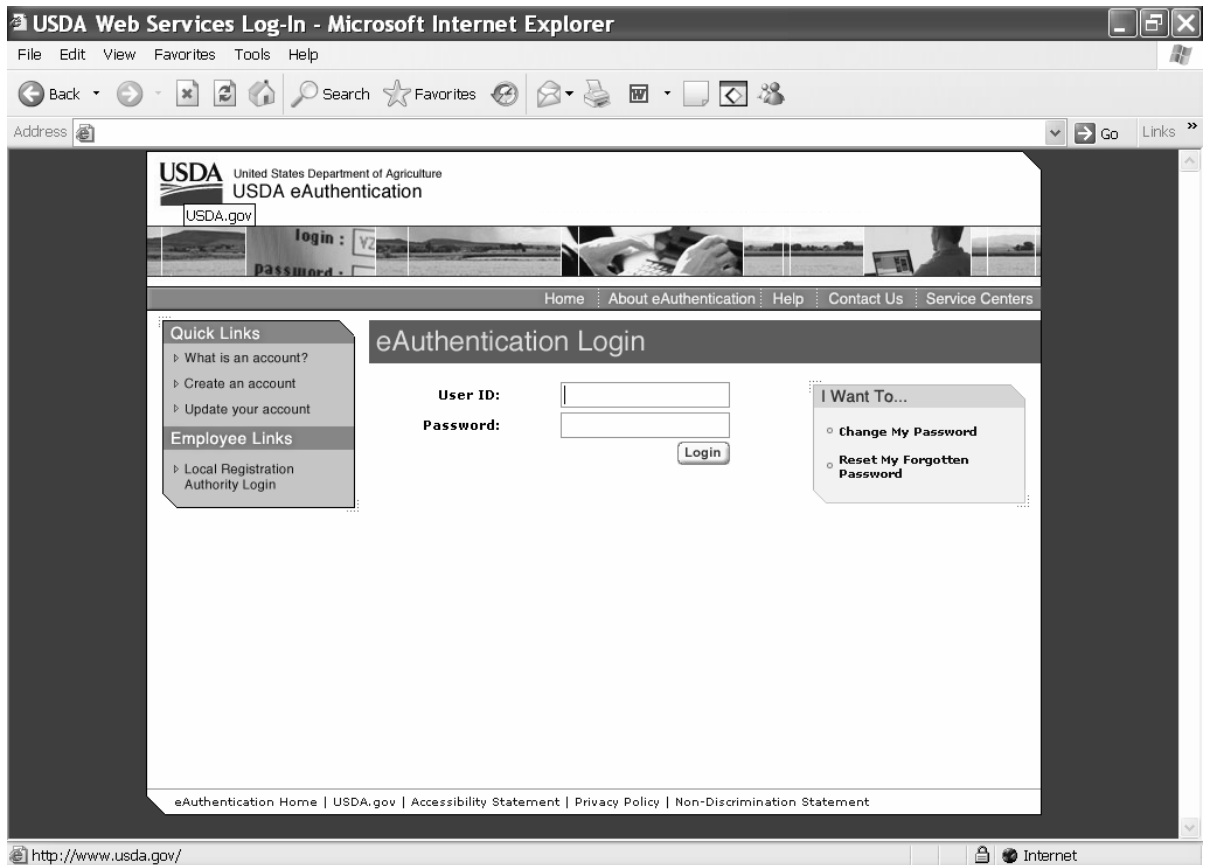 USDA Web Services Log-In - Microsoft Internet Explorer
File Edit View Favorites Tools Help
Back Search Favorites
Address Go Links »
USDA United States Department of Agriculture
USDA eAuthentication
USDA.gov
login : Y2
password :
Home About eAuthentication Help Contact Us Service Centers
Quick Links
What is an account?
Create an account
Update your account
Employee Links
Local Registration
Authority Login
eAuthentication Login
User ID:
Password:
Login
I Want To...
Change My Password
Reset My Forgotten
Password
eAuthentication Home | USDA.gov | Accessibility Statement | Privacy Policy | Non-Discrimination Statement
http://www.usda.gov/ Internet